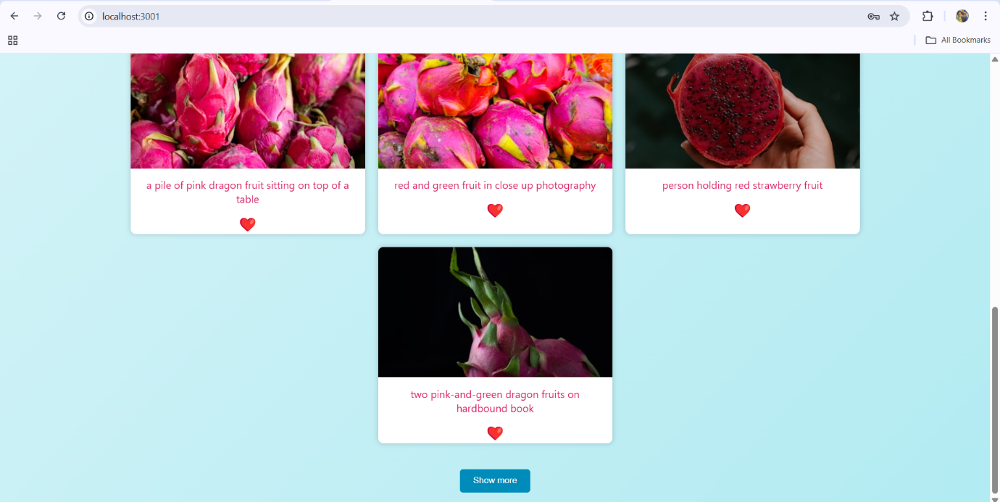 localhost:3001
All Bookmarks
a pile of pink dragon fruit sitting on top of a
table
red and green fruit in close up photography
person holding red strawberry fruit
two pink-and-green dragon fruits on
hardbound book
Show more